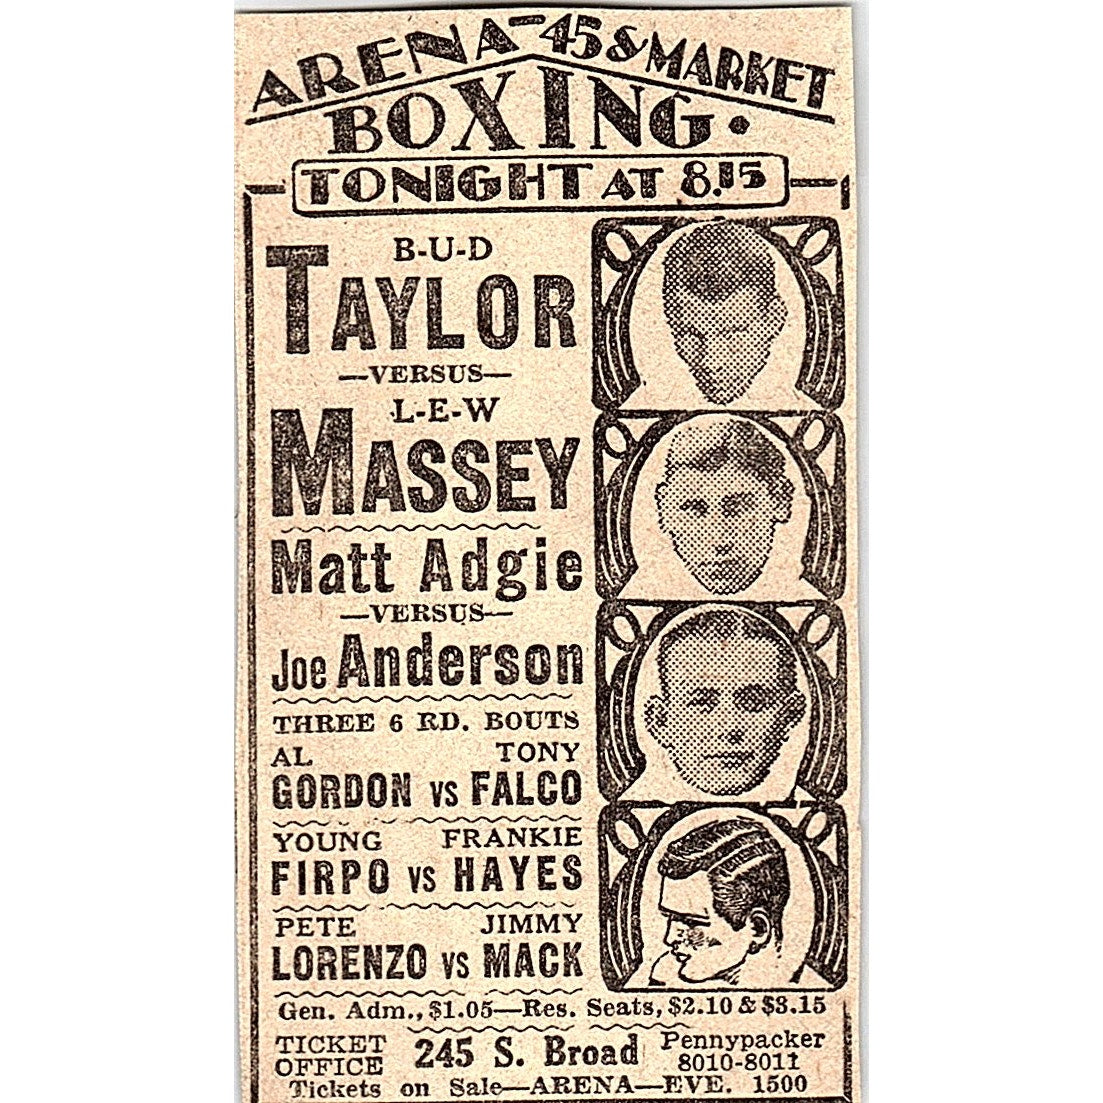 ARENA-45 & MARKET
BOXING.
TONIGHT AT 8.15
B-U-D
TAYLOR
—VERSUS—
L-E-W
MASSEY
Matt Adgie
—VERSUS—
Joe Anderson
THREE 6 RD. BOUTS
AL TONY
GORDON VS FALCO
YOUNG FRANKIE
FIRPO VS HAYES
PETE JIMMY
LORENZO VS MACK
Gen. Adm., $1.05—Res. Seats, $2.10 & $3.15
TICKET OFFICE 245 S. Broad Pennypacker 8010-8011
Tickets on Sale—ARENA—EVE. 1500